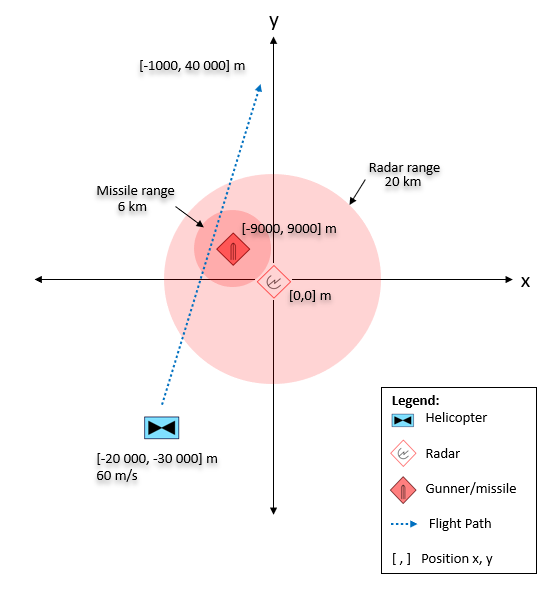 y
[-1000, 40 000] m
Radar range
20 km
Missile range
6 km
[-9000, 9000] m
x
[0,0] m
[-20 000, -30 000] m
60 m/s
Legend:
Helicopter
Radar
Gunner/missile
Flight Path
[ , ] Position x, y